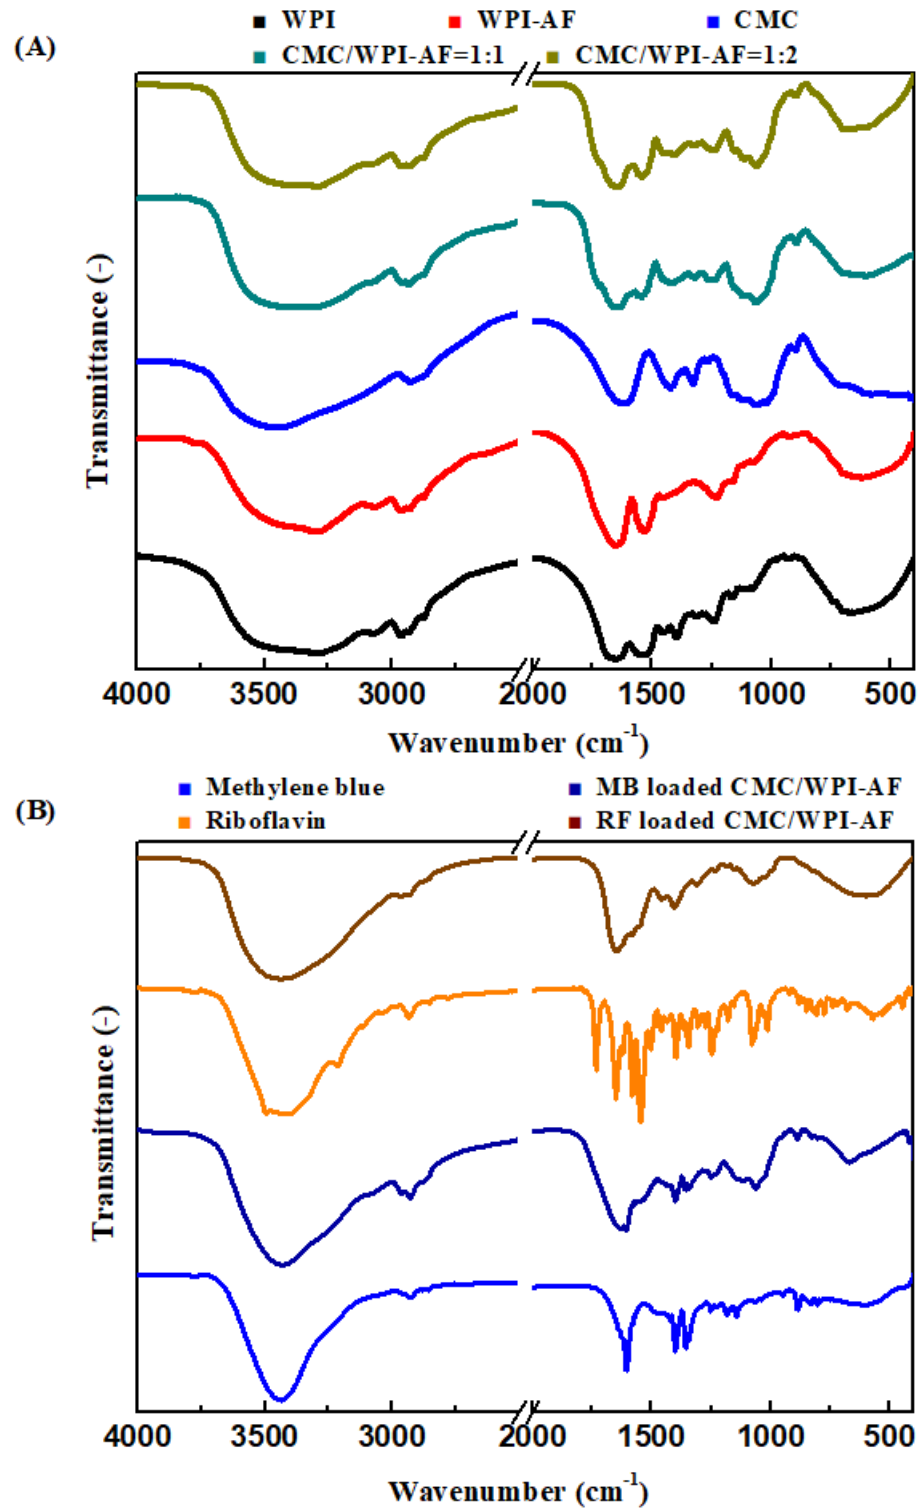 (A)
WPI WPI-AF CMC
CMC/WPI-AF=1:1 CMC/WPI-AF=1:2
Transmittance (-)
4000 3500 3000 2000 1500 1000 500
Wavenumber (cm-1)
(B)
Methylene blue MB loaded CMC/WPI-AF
Riboflavin RF loaded CMC/WPI-AF
Transmittance (-)
4000 3500 3000 2000 1500 1000 500
Wavenumber (cm-1)